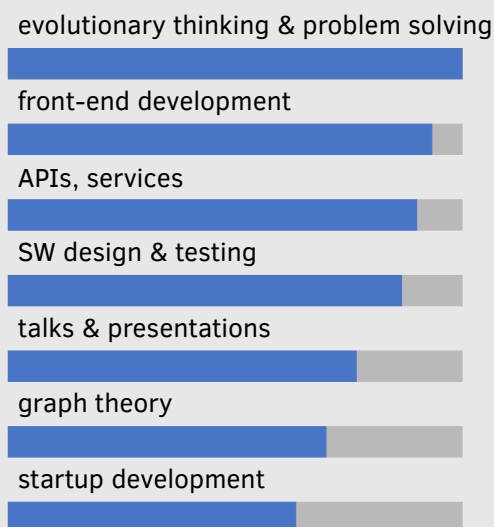 evolutionary thinking & problem solving
front-end development
APIs, services
SW design & testing
talks & presentations
graph theory
startup development